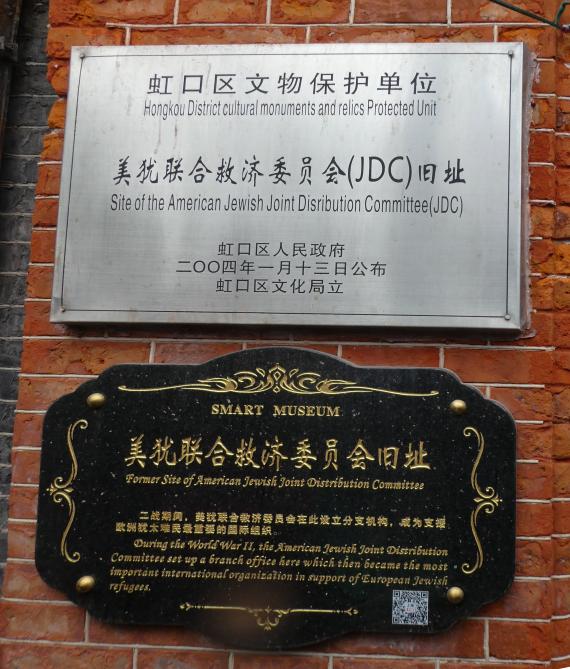 虹口区文物保护单位
Hongkou District cultural monuments and relics Protected Unit
美犹联合救济委员会(JDC)旧址
Site of the American Jewish Joint Disribution Committee(JDC)
虹口区人民政府
二〇〇四年一月十三日公布
虹口区文化局立
SMART MUSEUM
美犹联合救济委员会旧址
Former Site of American Jewish Joint Distribution Committee
二战期间，美犹联合救济委员会在此设立分支机构，成为支援
欧洲犹太难民最重要的国际组织。
During the World War II, the American Jewish Joint Distribution
Committee set up a branch office here which then became the most
important international organization in support of European Jewish
refugees.